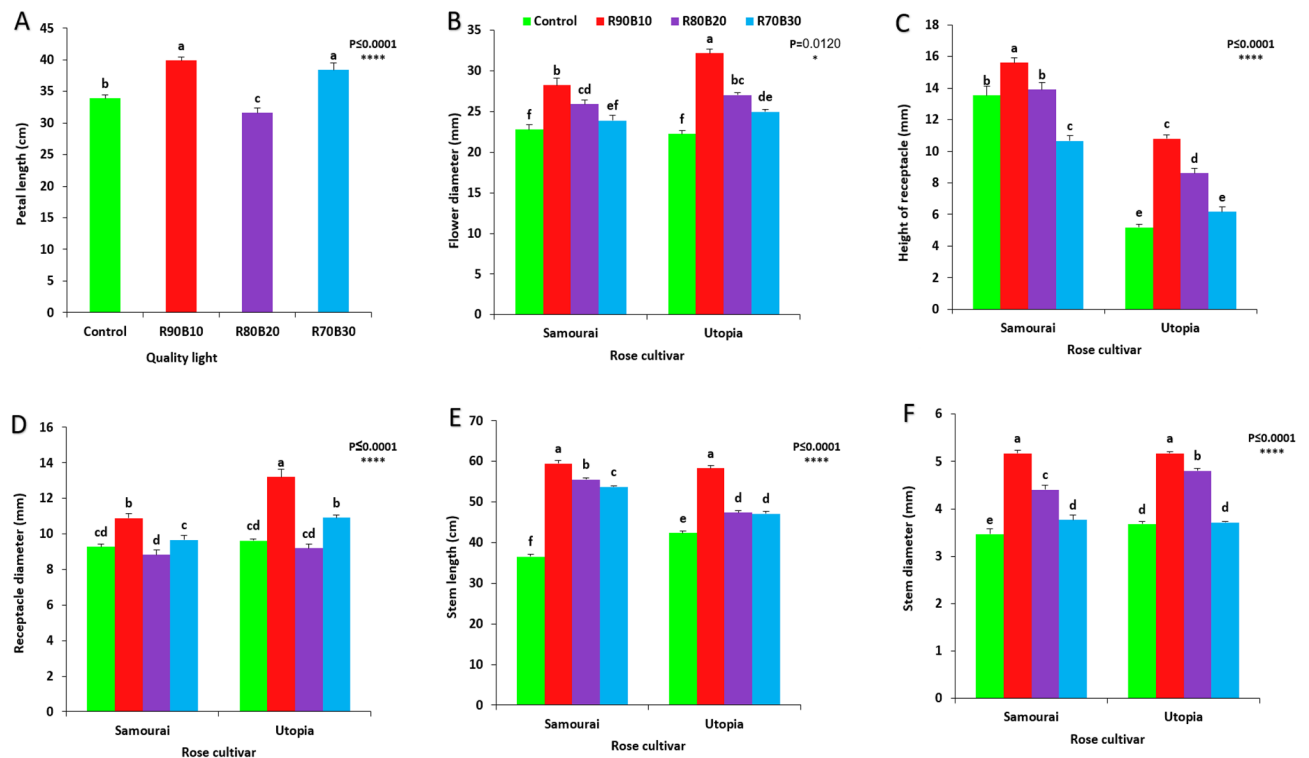 A
P≤0.0001
****
Petal length (cm)
45
40
35
30
25
20
15
10
5
0
b
a
c
a
Control R90B10 R80B20 R70B30
Quality light
B
Control R90B10 R80B20 R70B30
P=0.0120
*
Flower diameter (mm)
35
30
25
20
15
10
5
0
f b cd ef f a bc de
Samourai Utopia
Rose cultivar
C
P≤0.0001
****
Height of receptacle (mm)
18
16
14
12
10
8
6
4
2
0
b a b c e c d e
Samourai Utopia
Rose cultivar
D
P≤0.0001
****
Receptacle diameter (mm)
16
14
12
10
8
6
4
2
0
cd b d c cd a cd b
Samourai Utopia
Rose cultivar
E
P≤0.0001
****
Stem length (cm)
70
60
50
40
30
20
10
0
f a b c e a d d
Samourai Utopia
Rose cultivar
F
P≤0.0001
****
Stem diameter (mm)
6
5
4
3
2
1
0
e a c d d a b d
Samourai Utopia
Rose cultivar